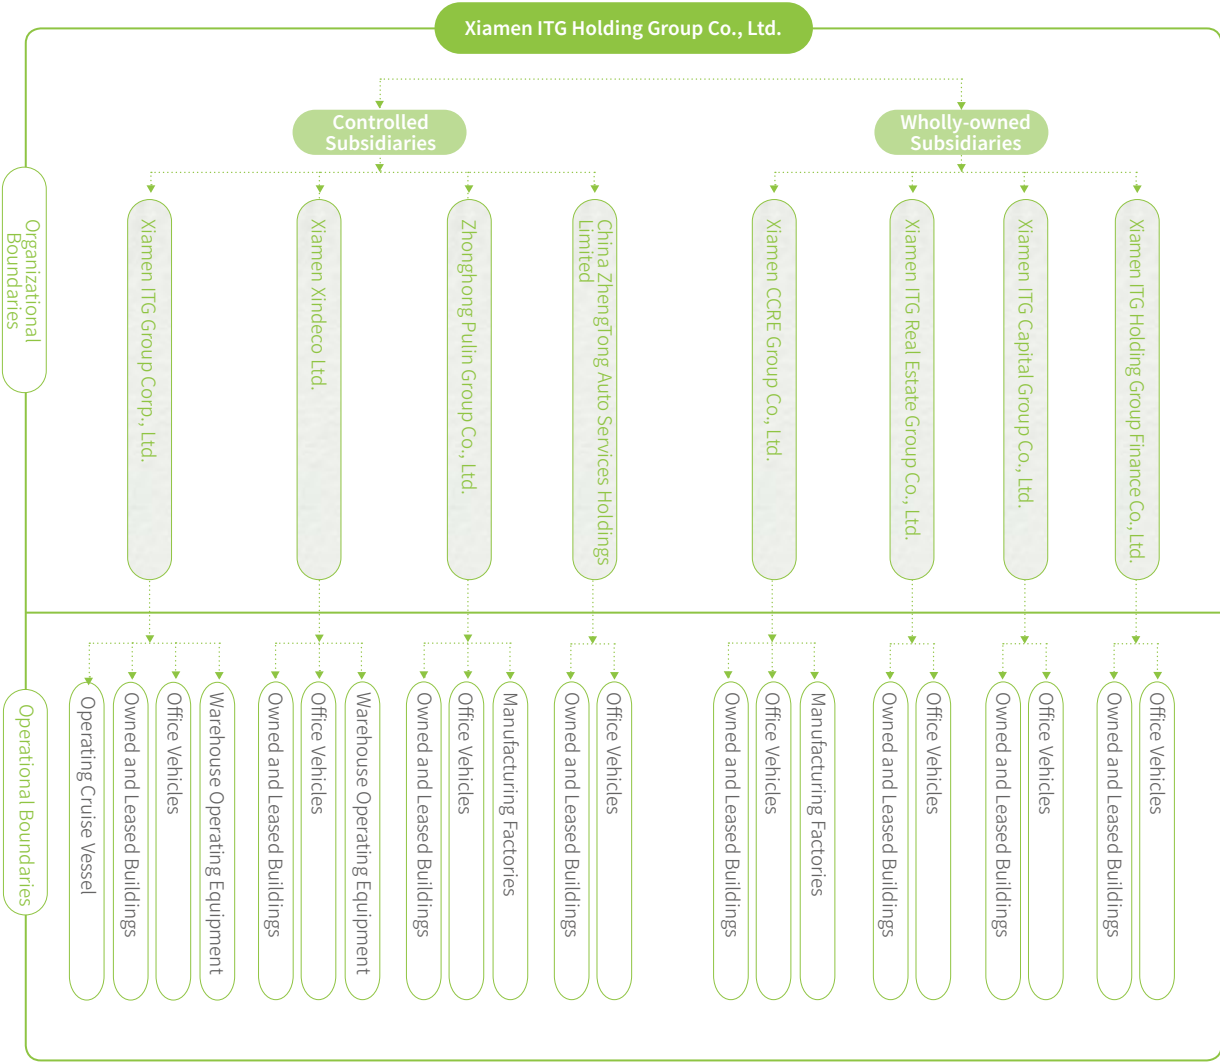 Xiamen ITG Holding Group Co., Ltd.
Controlled
Subsidiaries
Wholly-owned
Subsidiaries
Organizational
Boundaries
Xiamen ITG Group Corp., Ltd.
Xiamen Xindeco Ltd.
Zhonghong Pulin Group Co., Ltd.
China ZhengTong Auto Services Holdings
Limited
Xiamen CCRE Group Co., Ltd.
Xiamen ITG Real Estate Group Co., Ltd.
Xiamen ITG Capital Group Co., Ltd.
Xiamen ITG Holding Group Finance Co., Ltd.
Operational Boundaries
Operating Cruise Vessel
Owned and Leased Buildings
Office Vehicles
Warehouse Operating Equipment
Owned and Leased Buildings
Office Vehicles
Warehouse Operating Equipment
Owned and Leased Buildings
Office Vehicles
Manufacturing Factories
Owned and Leased Buildings
Office Vehicles
Owned and Leased Buildings
Office Vehicles
Manufacturing Factories
Owned and Leased Buildings
Office Vehicles
Owned and Leased Buildings
Office Vehicles
Owned and Leased Buildings
Office Vehicles